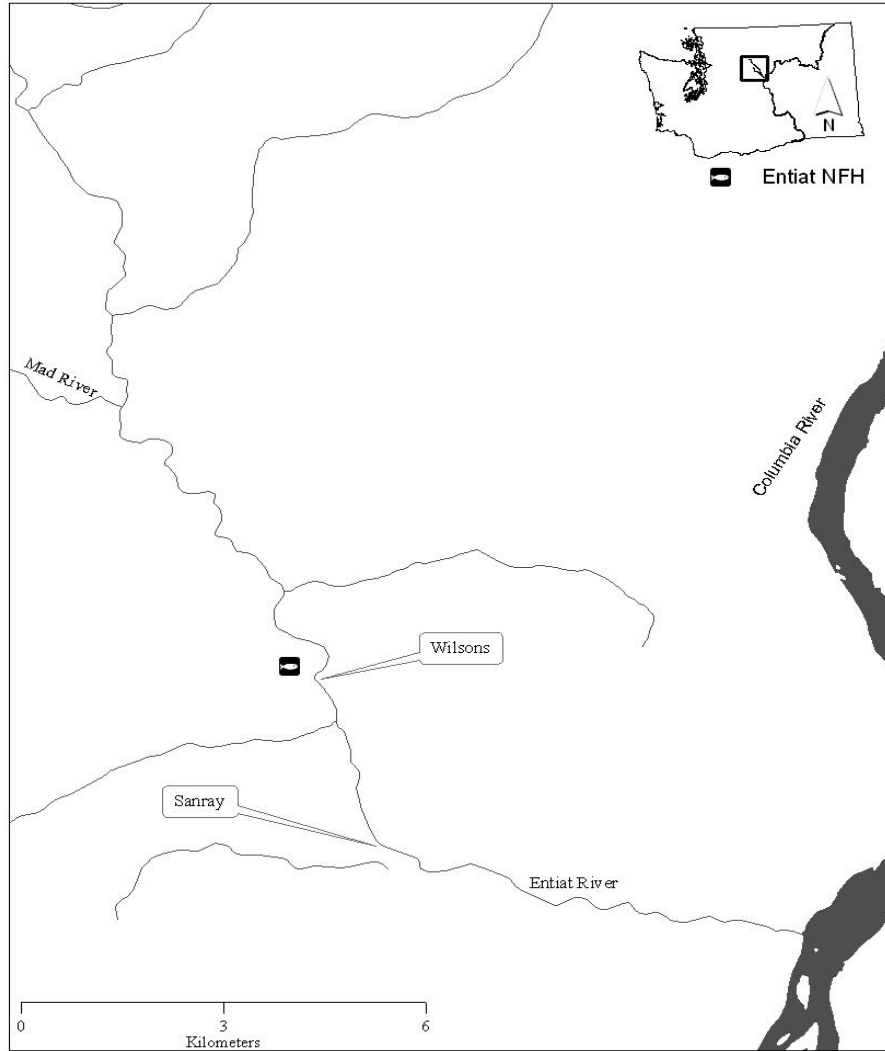 N
Entiat NFH
Mad River
Columbia River
Wilsons
Sanray
Entiat River
0 3 6
Kilometers